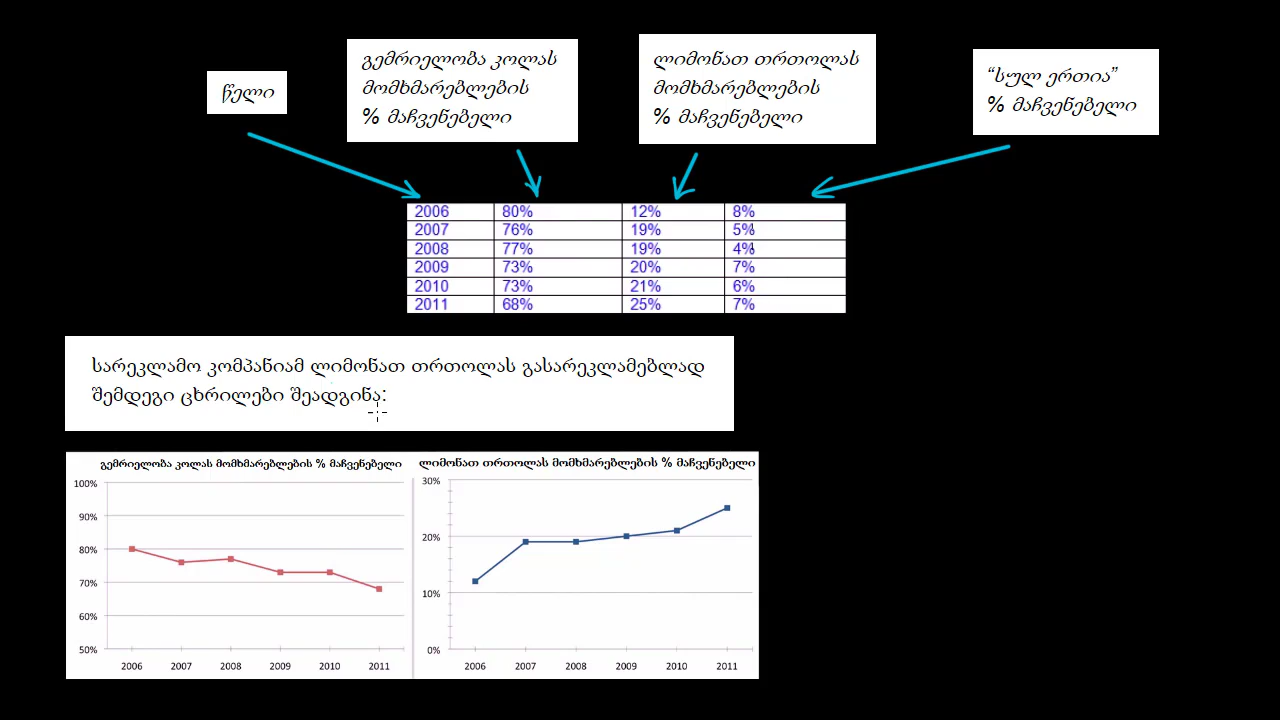 წელი
გემრიელობა კოლას
მომხმარებლების
% მაჩვენებელი
ლიმონათ თრთოლას
მომხმარებლების
% მაჩვენებელი
“სულ ერთია”
% მაჩვენებელი
2006 80% 12% 8%
2007 76% 19% 5%
2008 77% 19% 4%
2009 73% 20% 7%
2010 73% 21% 6%
2011 68% 25% 7%
სარეკლამო კომპანიამ ლიმონათ თრთოლას გასარეკლამებლად
შემდეგი ცხრილები შეადგინა:
გემრიელობა კოლას მომხმარებლების % მაჩვენებელი
100%
90%
80%
70%
60%
50%
2006 2007 2008 2009 2010 2011
ლიმონათ თრთოლას მომხმარებლების % მაჩვენებელი
30%
20%
10%
0%
2006 2007 2008 2009 2010 2011